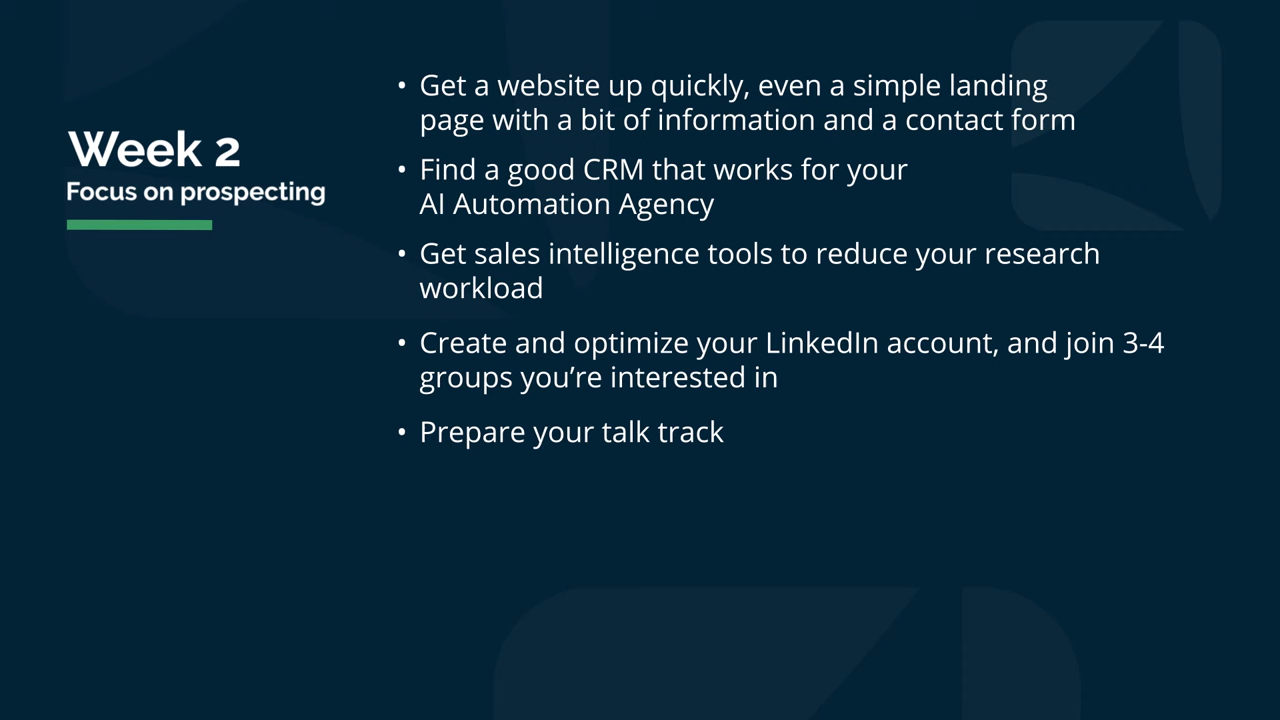 Week 2
Focus on prospecting
• Get a website up quickly, even a simple landing
page with a bit of information and a contact form
• Find a good CRM that works for your
AI Automation Agency
• Get sales intelligence tools to reduce your research
workload
• Create and optimize your LinkedIn account, and join 3-4
groups you’re interested in
• Prepare your talk track